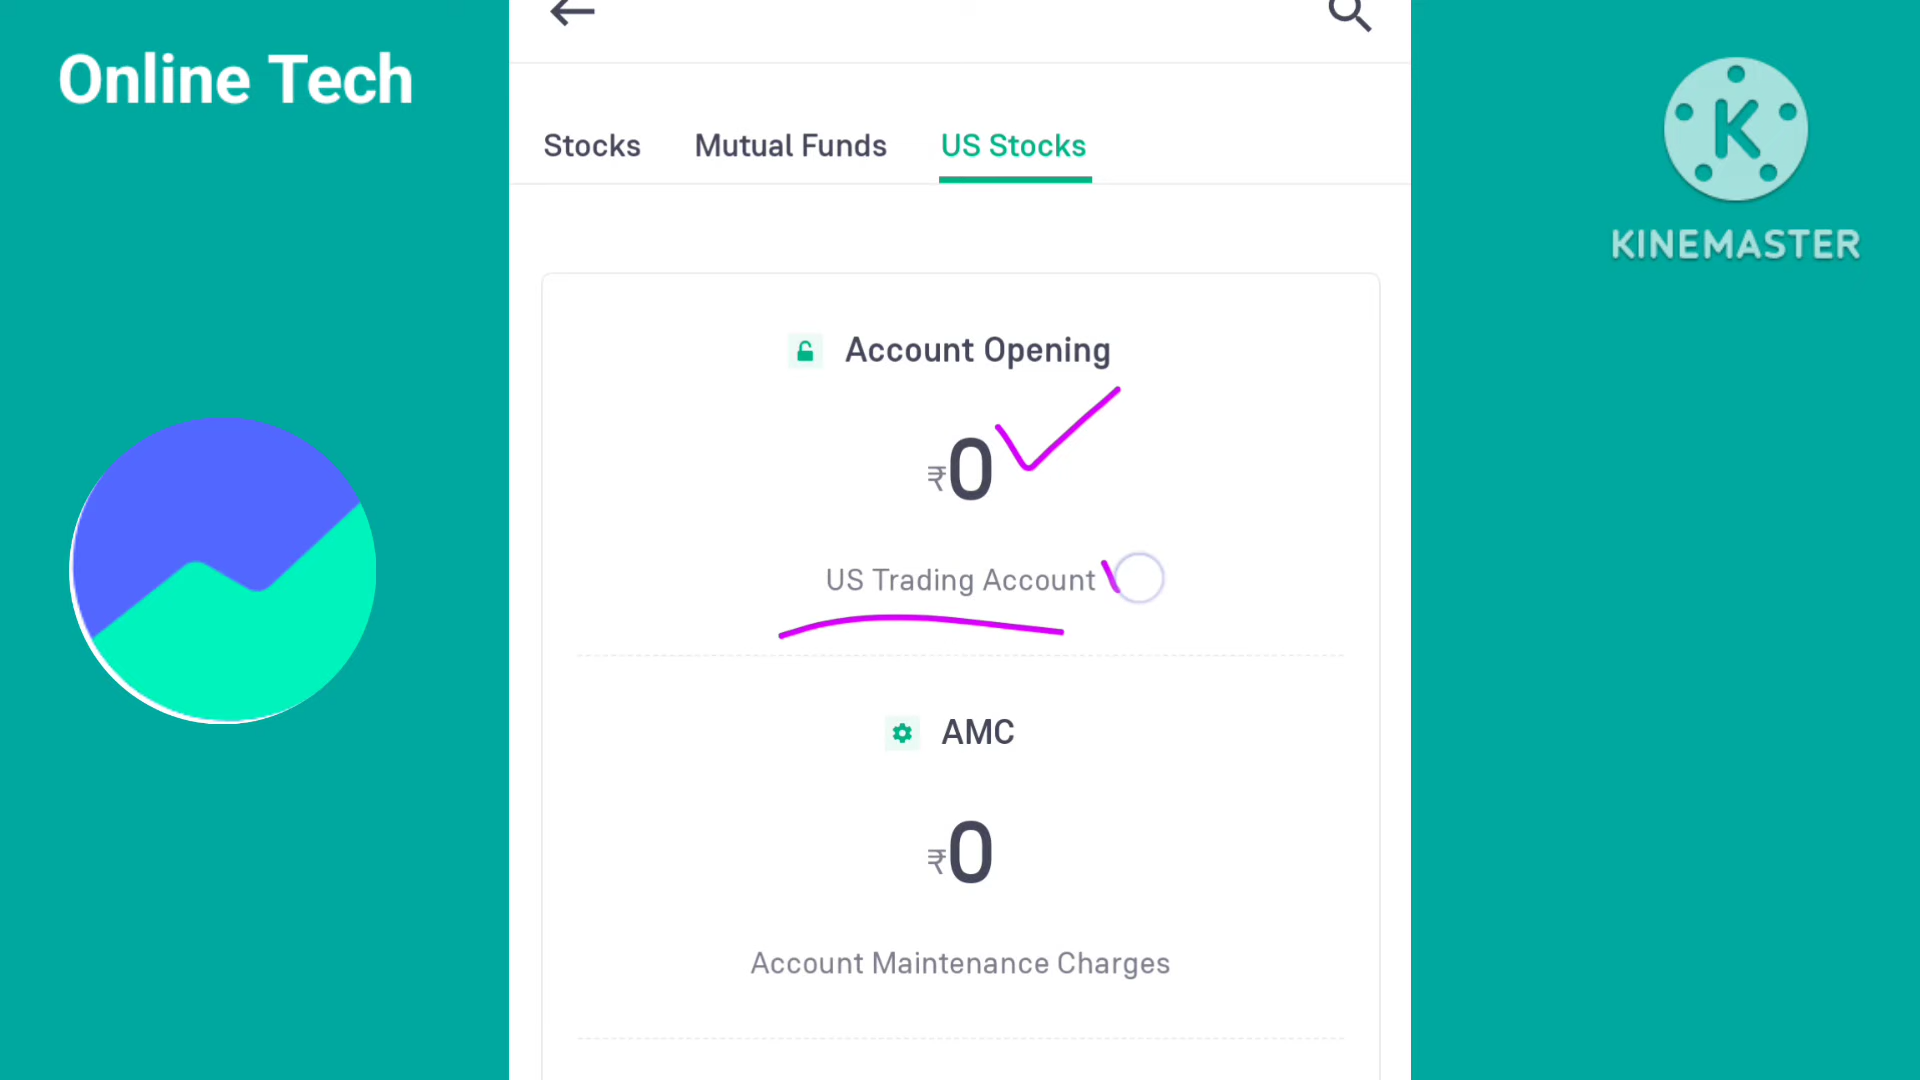 Online Tech
KINEMASTER
Stocks Mutual Funds US Stocks
Account Opening
₹0
US Trading Account
AMC
₹0
Account Maintenance Charges